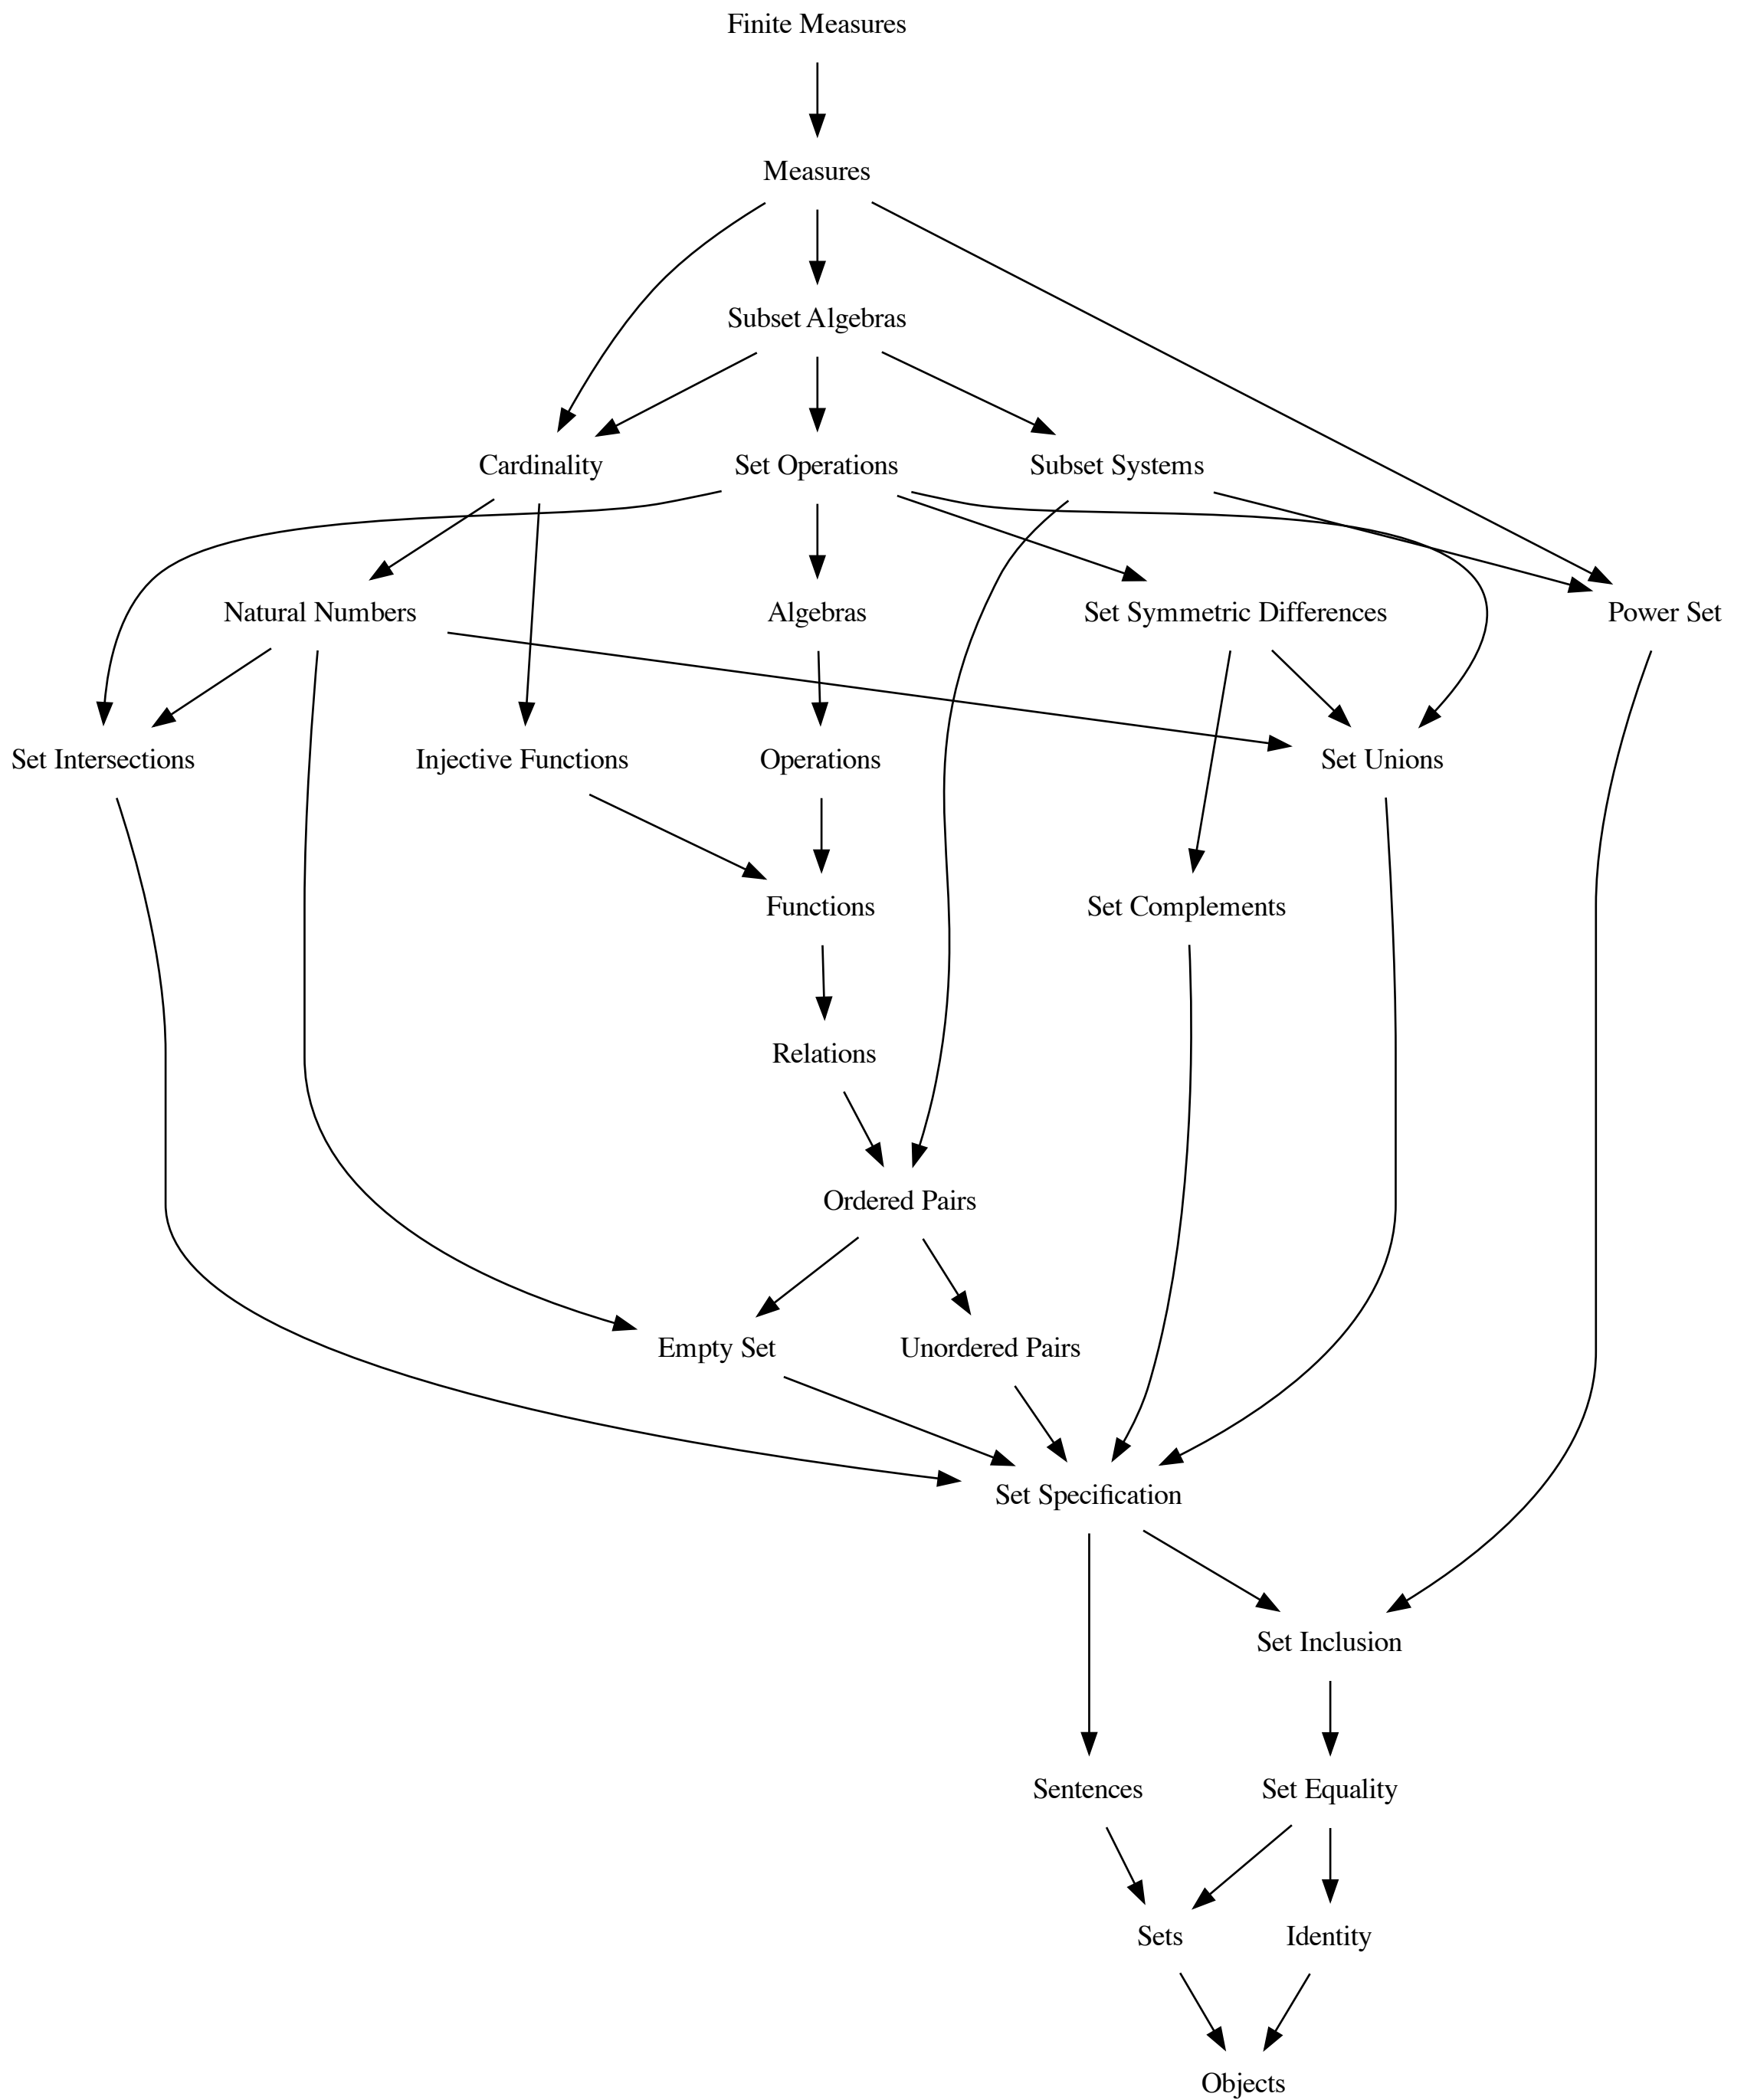 Finite Measures
Measures
Subset Algebras
Cardinality
Set Operations
Subset Systems
Natural Numbers
Algebras
Set Symmetric Differences
Power Set
Set Intersections
Injective Functions
Operations
Set Unions
Functions
Set Complements
Relations
Ordered Pairs
Empty Set
Unordered Pairs
Set Specification
Set Inclusion
Sentences
Set Equality
Sets
Identity
Objects